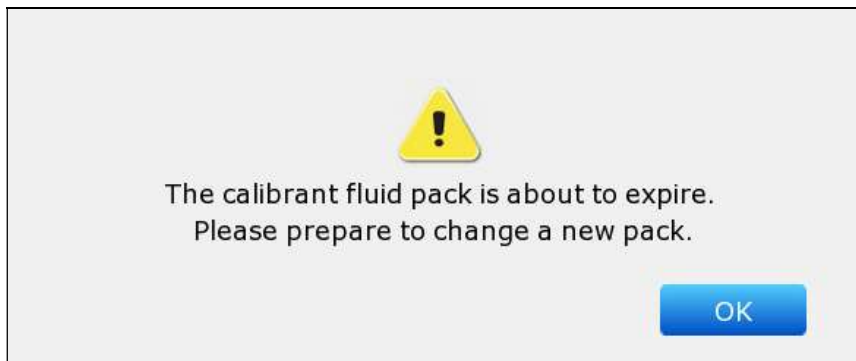 The calibrant fluid pack is about to expire.
Please prepare to change a new pack.
OK